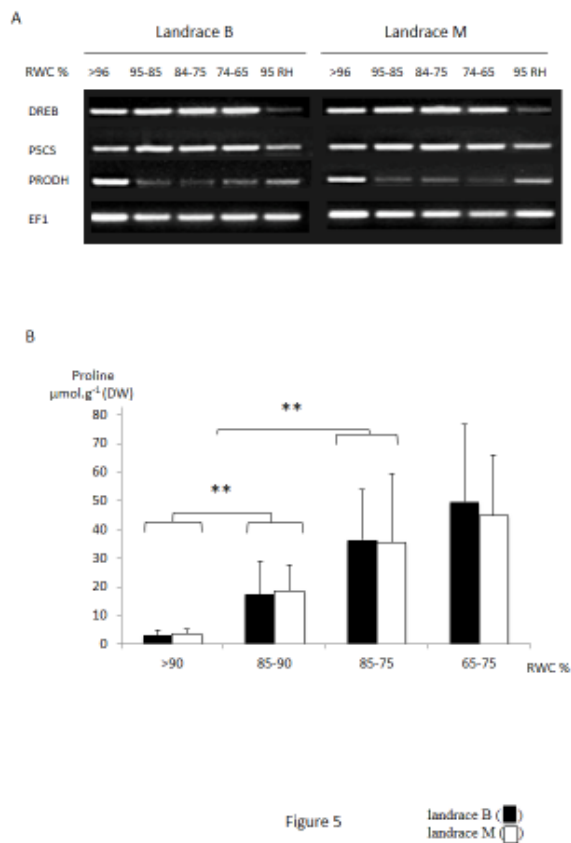 A
Landrace B Landrace M
RWC % >96 95-85 84-75 74-65 95 RH >96 95-85 84-75 74-65 95 RH
DREB
P5CS
PRODH
EF1
B
Proline
µmol.g-1 (DW)
80
70
60
50
40
30
20
10
0
**
**
>90 85-90 85-75 65-75 RWC %
Figure 5
landrace B ( )
landrace M ( )